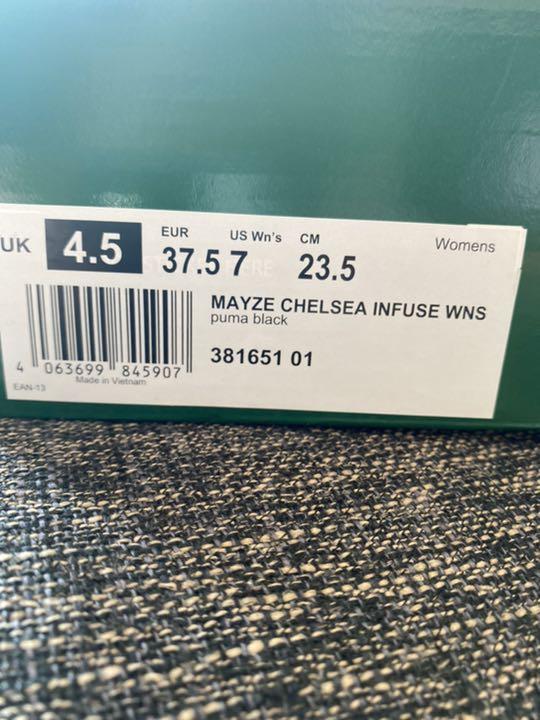 UK 4.5 EUR 37.5 US Wn's 7 CM 23.5 Womens
MAYZE CHELSEA INFUSE WNS
puma black
381651 01
4 063699 845907
Made in Vietnam
EAN-13